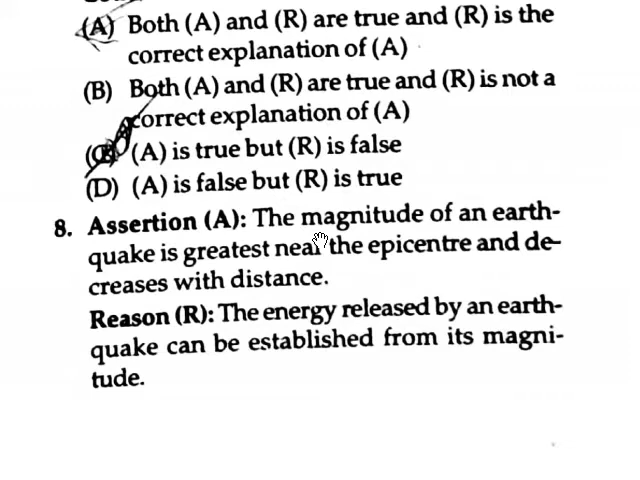 (A) Both (A) and (R) are true and (R) is the
correct explanation of (A)
(B) Both (A) and (R) are true and (R) is not a
correct explanation of (A)
(C) (A) is true but (R) is false
(D) (A) is false but (R) is true
8. Assertion (A): The magnitude of an earth-
quake is greatest near the epicentre and de-
creases with distance.
Reason (R): The energy released by an earth-
quake can be established from its magni-
tude.